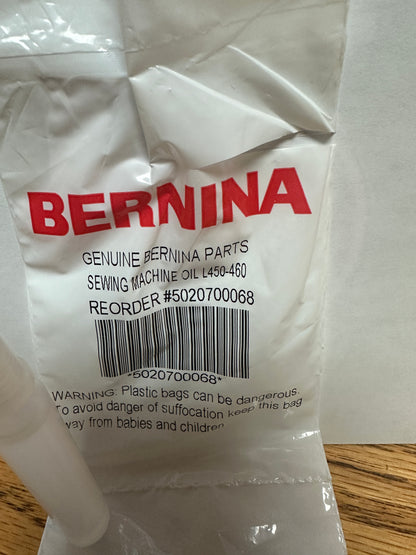 BERNINA
GENUINE BERNINA PARTS
SEWING MACHINE OIL L450-460
REORDER #5020700068
*5020700068*
WARNING: Plastic bags can be dangerous.
To avoid danger of suffocation keep this bag
away from babies and children